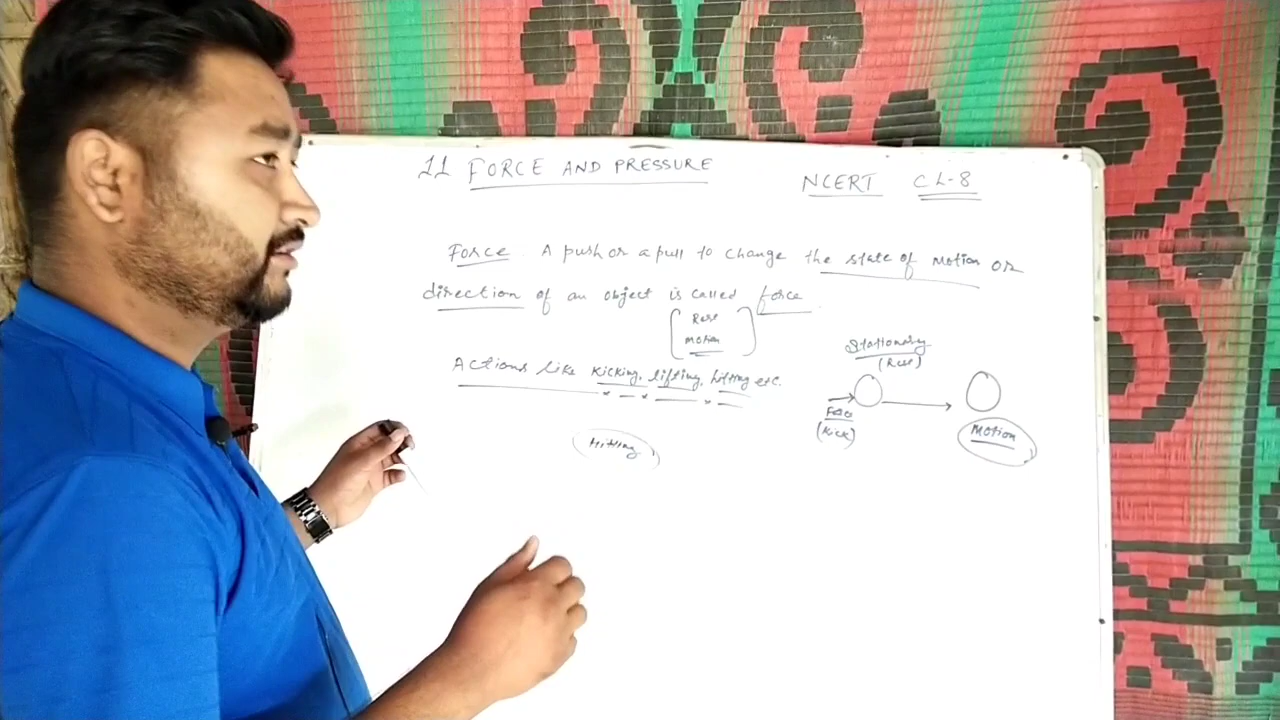 11 FORCE AND PRESSURE
NCERT CL-8
Force A push or a pull to change the state of motion or
direction of an object is called force
Rest
motion
Actions like kicking, lifting, hitting etc.
Hitting
Stationary
(Rest)
Force
(kick)
Motion